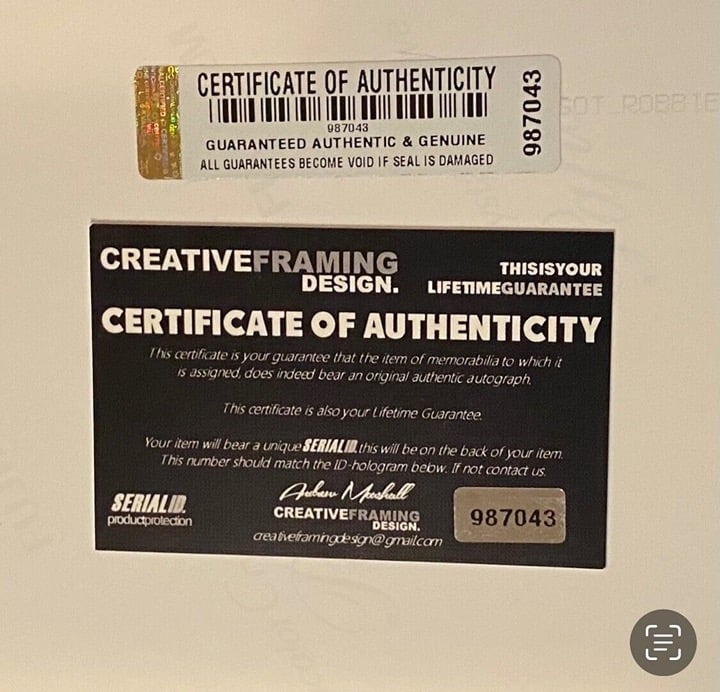 CERTIFICATE OF AUTHENTICITY
987043
GUARANTEED AUTHENTIC & GENUINE
ALL GUARANTEES BECOME VOID IF SEAL IS DAMAGED
987043
CREATIVEFRAMING
DESIGN.
THISISYOUR
LIFETIMEGUARANTEE
CERTIFICATE OF AUTHENTICITY
This certificate is your guarantee that the item of memorabilia to which it
is assigned, does indeed bear an original authentic autograph.
This certificate is also your Lifetime Guarantee.
Your item will bear a unique SERIALID. this will be on the back of your item.
This number should match the ID-hologram below. If not contact us.
SERIALID.
productprotection
CREATIVEFRAMING
DESIGN.
creativeframingdesign@gmail.com
987043